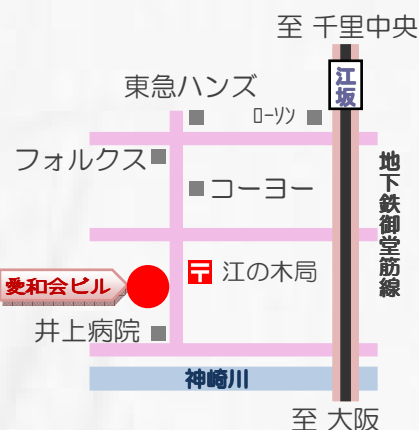 至 千里中央
江坂
東急ハンズ
ローソン
フォルクス
コーヨー
地下鉄御堂筋線
愛和会ビル
〒 江の木局
井上病院
神崎川
至 大阪